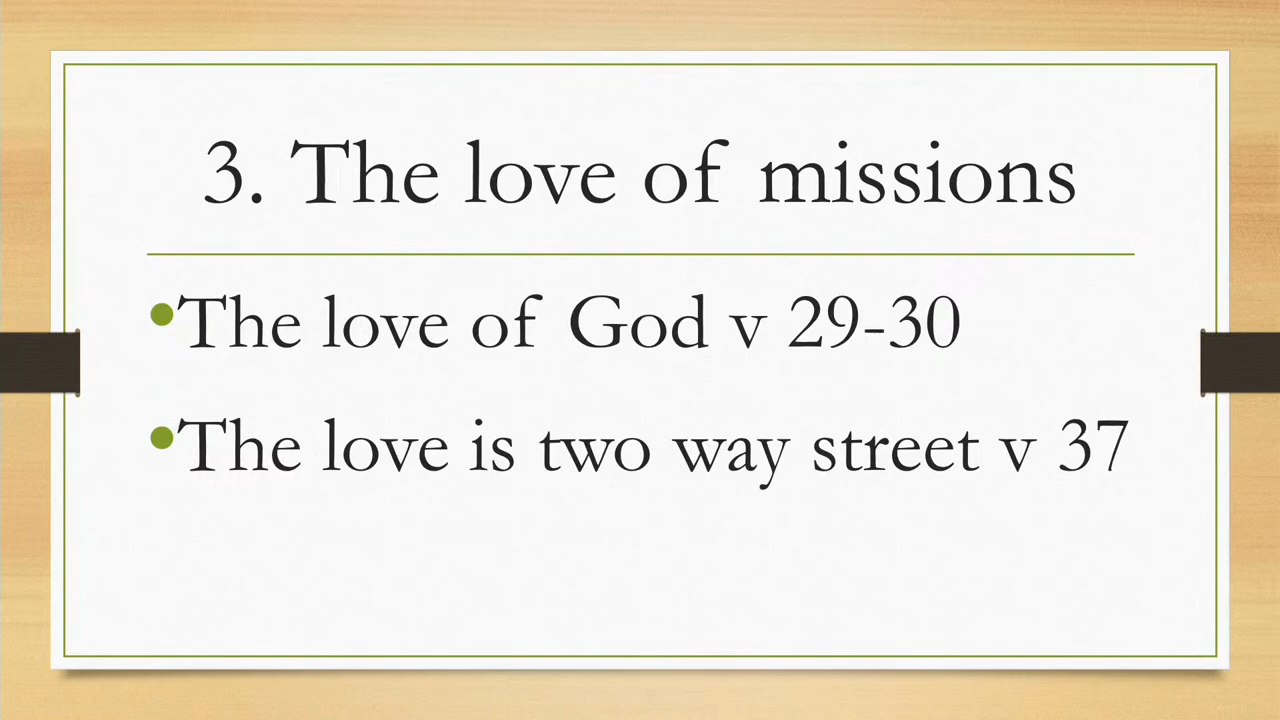 3. The love of missions
•The love of God v 29-30
•The love is two way street v 37